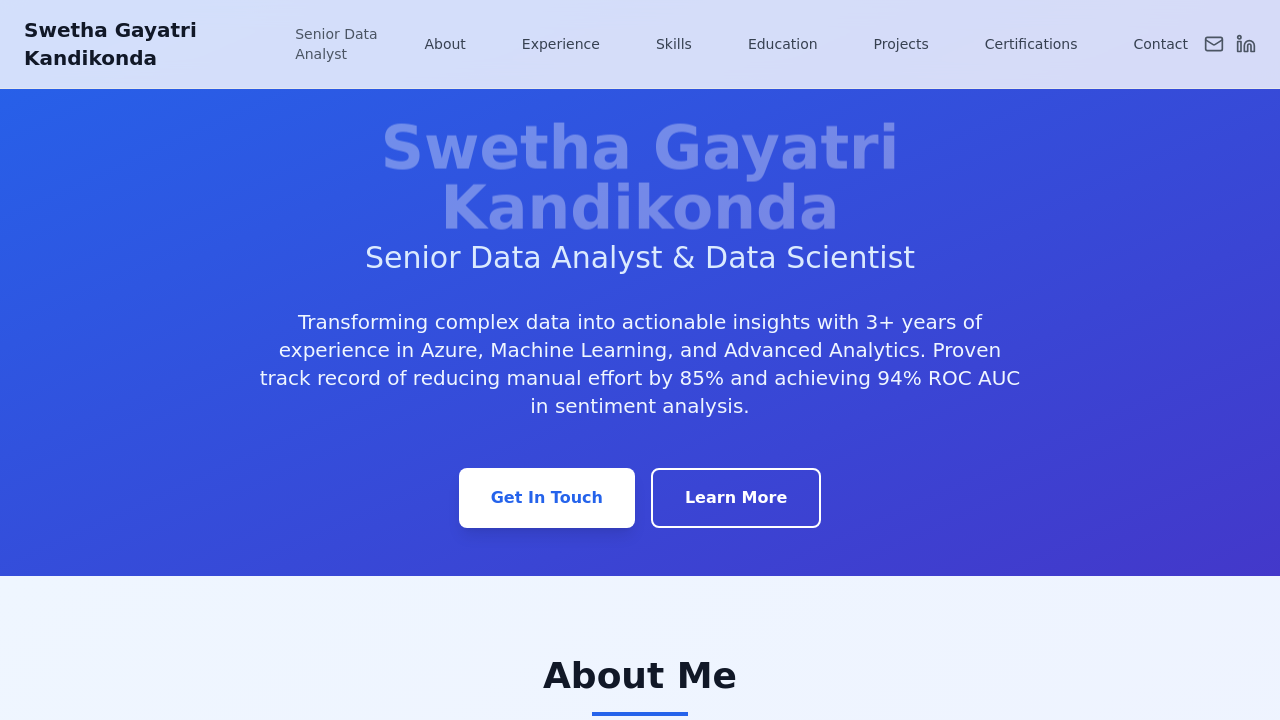 Swetha Gayatri
Kandikonda
Senior Data
Analyst
About
Experience
Skills
Education
Projects
Certifications
Contact
Swetha Gayatri
Kandikonda
Senior Data Analyst & Data Scientist
Transforming complex data into actionable insights with 3+ years of
experience in Azure, Machine Learning, and Advanced Analytics. Proven
track record of reducing manual effort by 85% and achieving 94% ROC AUC
in sentiment analysis.
Get In Touch
Learn More
About Me